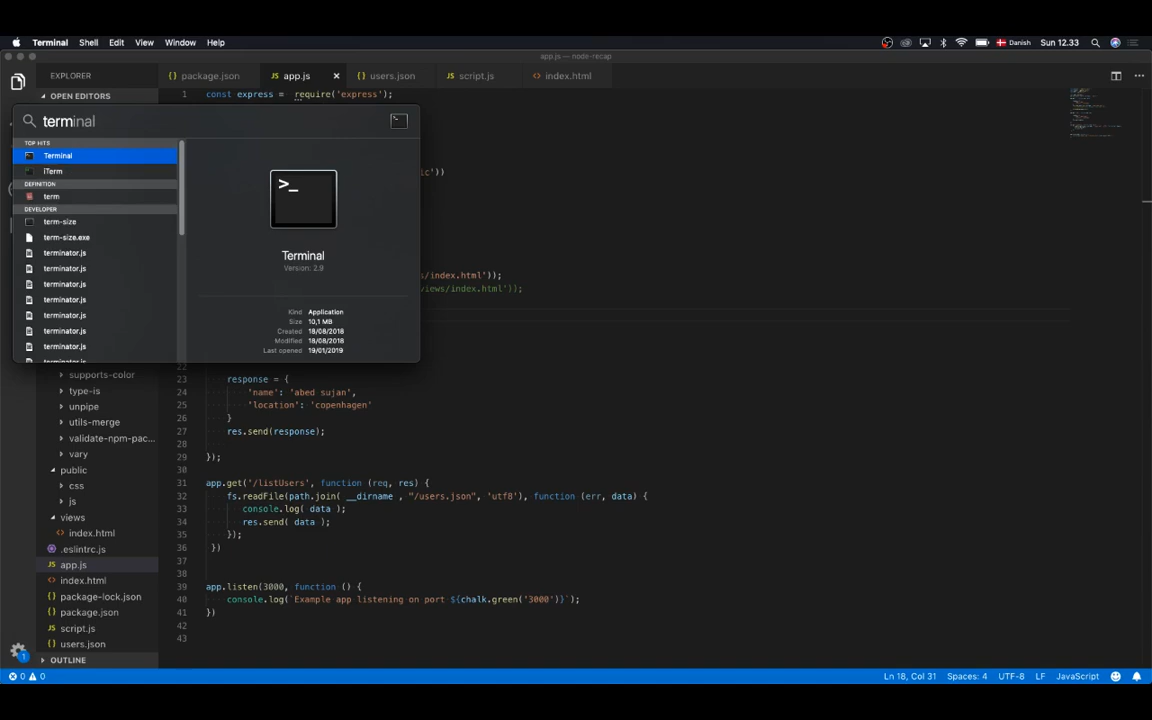 Terminal Shell Edit View Window Help Danish Sun 12.33
app.js — node-recap
EXPLORER package.json app.js users.json script.js index.html
OPEN EDITORS
1 const express = require('express');
terminal
TOP HITS
Terminal
iTerm
DEFINITION
term
DEVELOPER
term-size
term-size.exe
terminator.js
terminator.js
terminator.js
terminator.js
terminator.js
terminator.js
terminator.js
Terminal
Version: 2.9
Kind Application
Size 10,1 MB
Created 18/08/2018
Modified 18/08/2018
Last opened 19/01/2019
ic'))
s/index.html'));
views/index.html'));
supports-color
type-is
unpipe
utils-merge
validate-npm-pac...
vary
public
css
js
views
index.html
.eslintrc.js
app.js
index.html
package-lock.json
package.json
script.js
users.json
OUTLINE
22
23 response = {
24 'name': 'abed sujan',
25 'location': 'copenhagen'
26 }
27 res.send(response);
28
29 });
30
31 app.get('/listUsers', function (req, res) {
32 fs.readFile(path.join( __dirname , "/users.json", 'utf8'), function (err, data) {
33 console.log( data );
34 res.send( data );
35 });
36 })
37
38
39 app.listen(3000, function () {
40 console.log(`Example app listening on port ${chalk.green('3000')}`);
41 })
42
43
1
0 0 Ln 18, Col 31 Spaces: 4 UTF-8 LF JavaScript